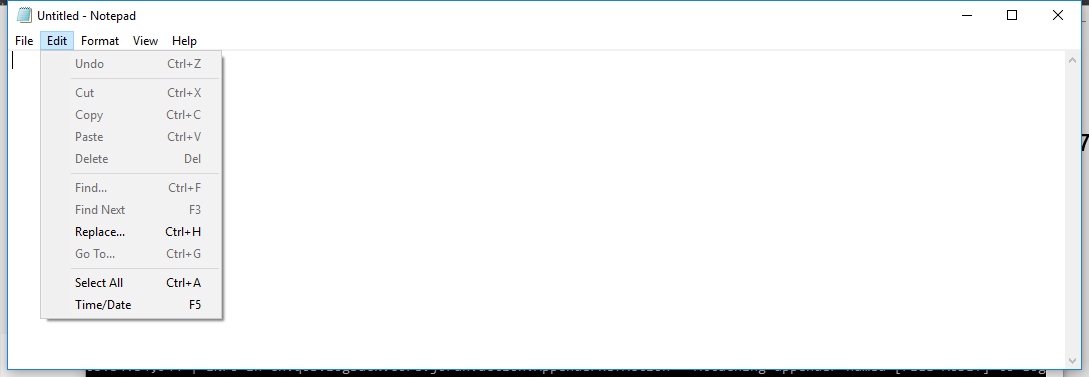 Untitled - Notepad
File Edit Format View Help
Undo Ctrl+Z
Cut Ctrl+X
Copy Ctrl+C
Paste Ctrl+V
Delete Del
Find... Ctrl+F
Find Next F3
Replace... Ctrl+H
Go To... Ctrl+G
Select All Ctrl+A
Time/Date F5
7